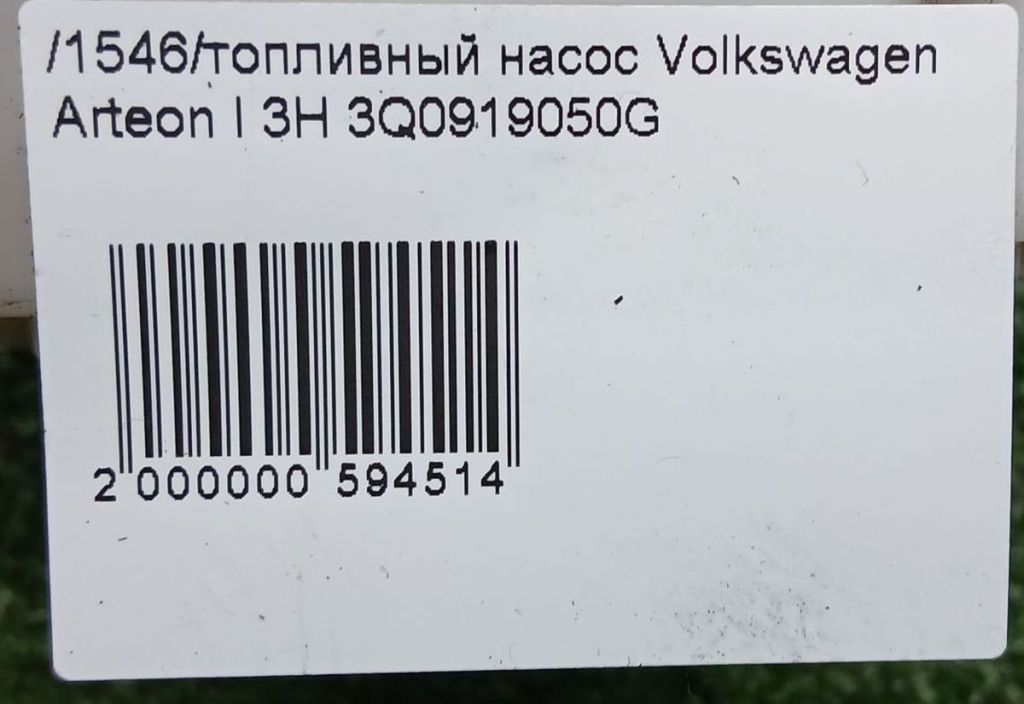 /1546/топливный насос Volkswagen
Arteon I 3H 3Q0919050G
2 000000 594514